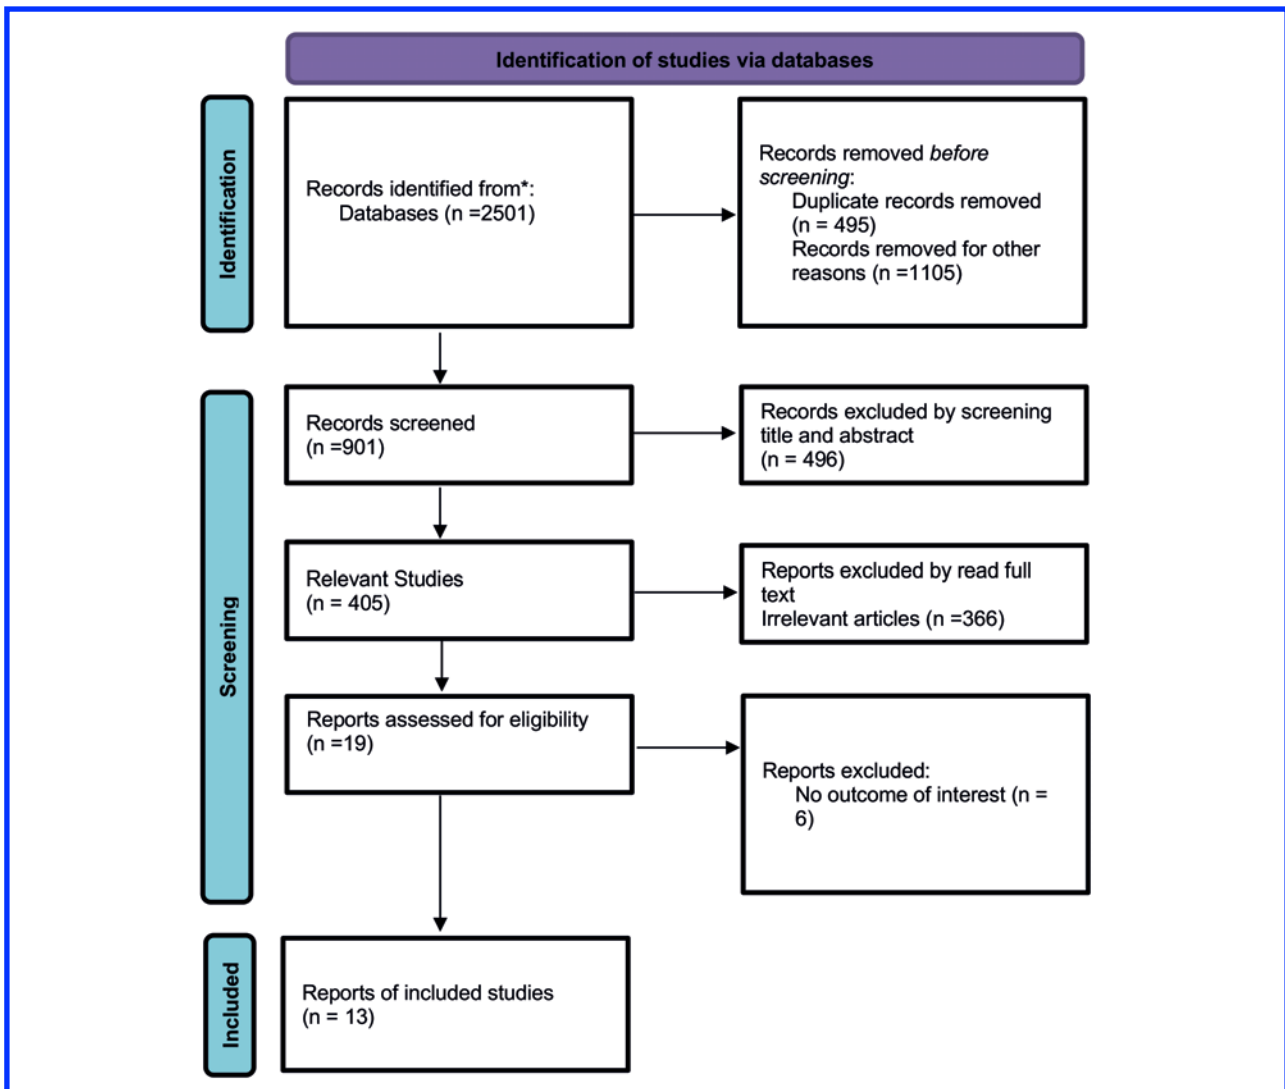 Identification of studies via databases
Identification
Records identified from*:
Databases (n =2501)
Records removed before
screening:
Duplicate records removed
(n = 495)
Records removed for other
reasons (n =1105)
Screening
Records screened
(n =901)
Records excluded by screening
title and abstract
(n = 496)
Relevant Studies
(n = 405)
Reports excluded by read full
text
Irrelevant articles (n =366)
Reports assessed for eligibility
(n =19)
Reports excluded:
No outcome of interest (n =
6)
Included
Reports of included studies
(n = 13)